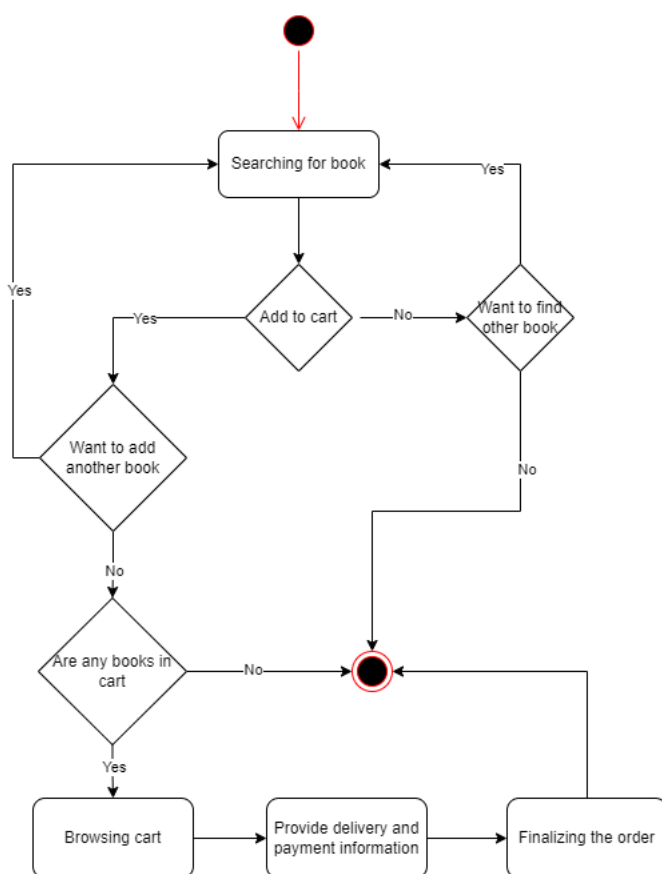 Searching for book
Yes
Yes
Add to cart
Yes
No
Want to find
other book
Want to add
another book
No
No
Are any books in
cart
No
Yes
Browsing cart
Provide delivery and
payment information
Finalizing the order